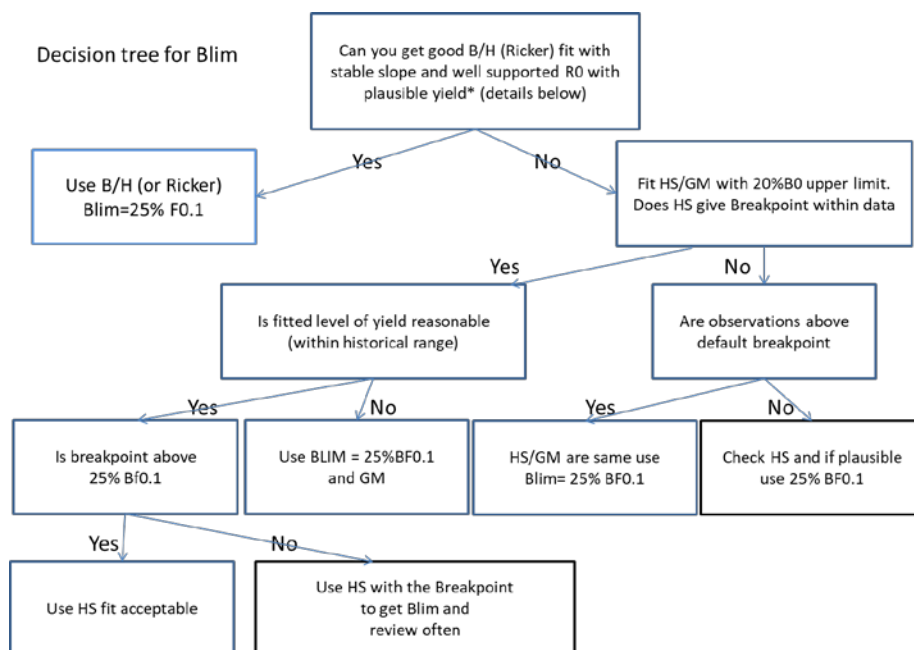 Decision tree for Blim
Can you get good B/H (Ricker) fit with
stable slope and well supported R0 with
plausible yield* (details below)
Yes
No
Use B/H (or Ricker)
Blim=25% F0.1
Fit HS/GM with 20%B0 upper limit.
Does HS give Breakpoint within data
Yes
No
Is fitted level of yield reasonable
(within historical range)
Are observations above
default breakpoint
Yes
No
Yes
No
Is breakpoint above
25% Bf0.1
Use BLIM = 25%BF0.1
and GM
HS/GM are same use
Blim= 25% BF0.1
Check HS and if plausible
use 25% BF0.1
Yes
No
Use HS fit acceptable
Use HS with the Breakpoint
to get Blim and
review often